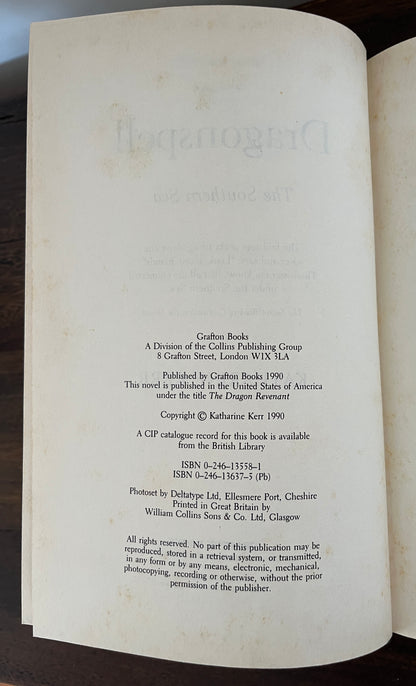 Grafton Books
A Division of the Collins Publishing Group
8 Grafton Street, London W1X 3LA
Published by Grafton Books 1990
This novel is published in the United States of America
under the title The Dragon Revenant
Copyright © Katharine Kerr 1990
A CIP catalogue record for this book is available
from the British Library
ISBN 0-246-13558-1
ISBN 0-246-13637-5 (Pb)
Photoset by Deltatype Ltd, Ellesmere Port, Cheshire
Printed in Great Britain by
William Collins Sons & Co. Ltd, Glasgow
All rights reserved. No part of this publication may be
reproduced, stored in a retrieval system, or transmitted,
in any form or by any means, electronic, mechanical,
photocopying, recording or otherwise, without the prior
permission of the publisher.